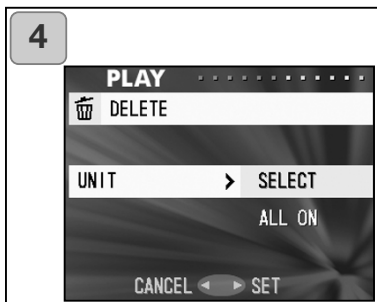 4
PLAY
DELETE
UNIT > SELECT
ALL ON
CANCEL ◄ ► SET